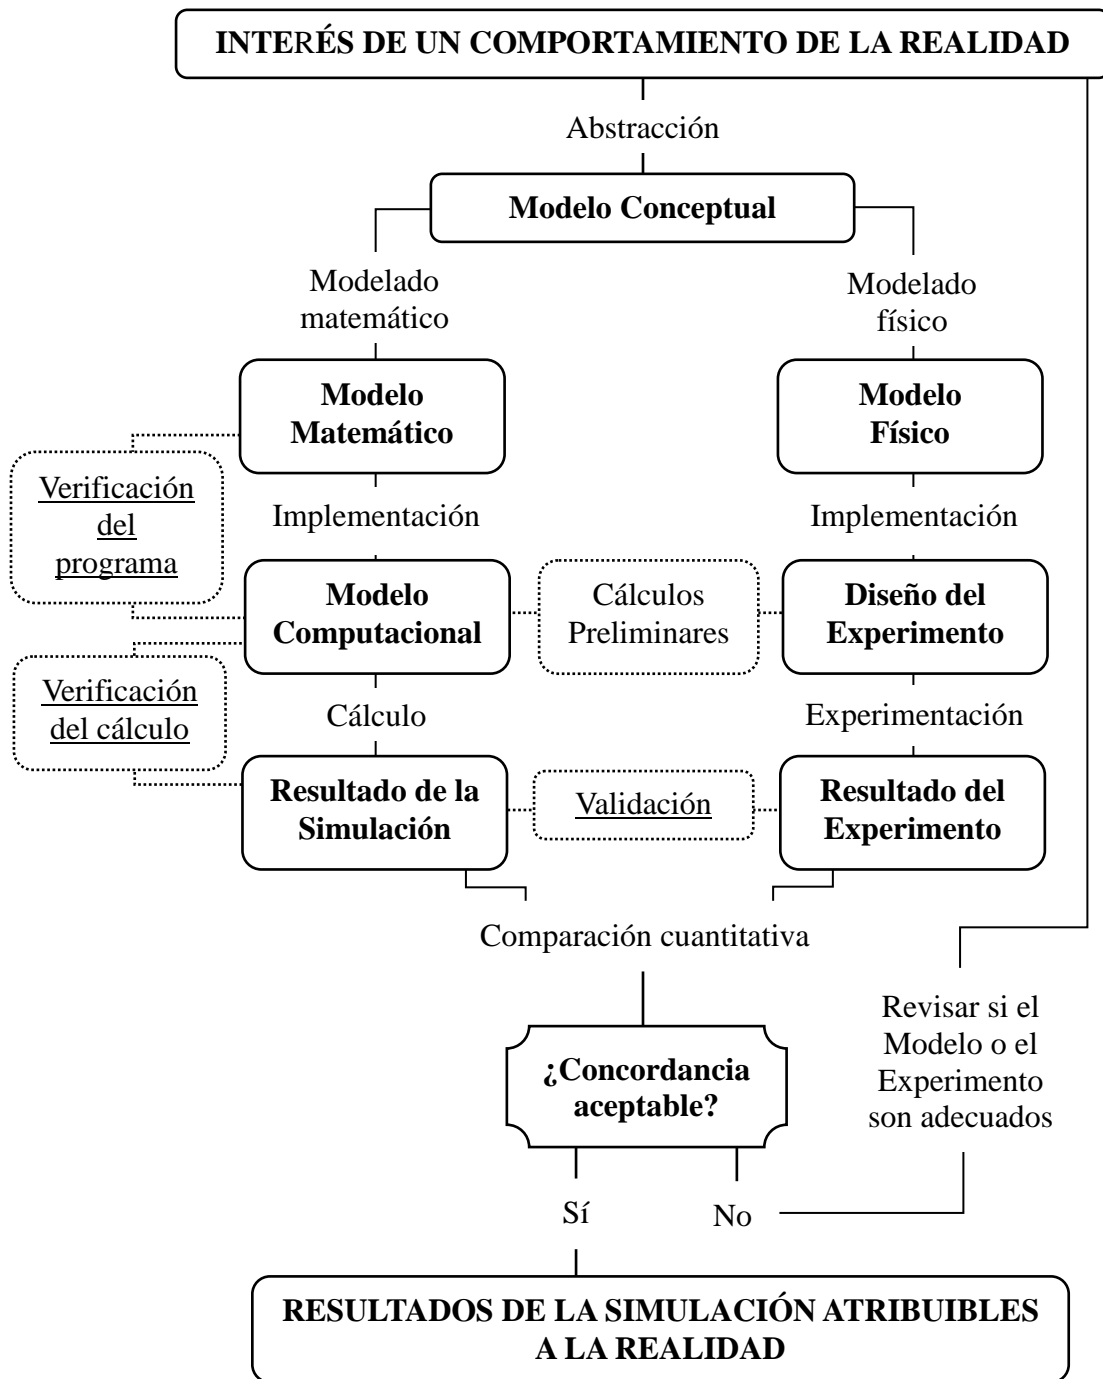 INTERÉS DE UN COMPORTAMIENTO DE LA REALIDAD
Abstracción
Modelo Conceptual
Modelado
matemático
Modelado
físico
Modelo
Matemático
Modelo
Físico
Verificación
del
programa
Implementación
Implementación
Modelo
Computacional
Cálculos
Preliminares
Diseño del
Experimento
Verificación
del cálculo
Cálculo
Experimentación
Resultado de la
Simulación
Validación
Resultado del
Experimento
Comparación cuantitativa
Revisar si el
Modelo o el
Experimento
son adecuados
¿Concordancia
aceptable?
Sí
No
RESULTADOS DE LA SIMULACIÓN ATRIBUIBLES
A LA REALIDAD